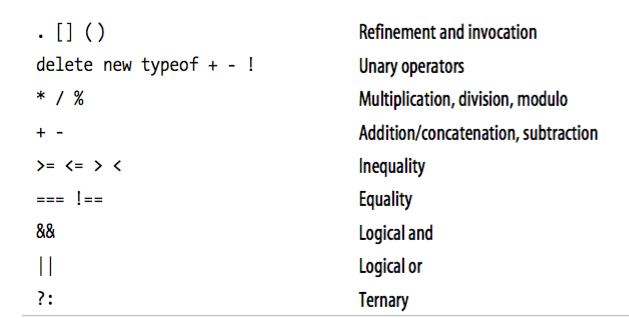 . [] () Refinement and invocation
delete new typeof + - ! Unary operators
* / % Multiplication, division, modulo
+ - Addition/concatenation, subtraction
>= <= > < Inequality
=== !== Equality
&& Logical and
|| Logical or
?: Ternary